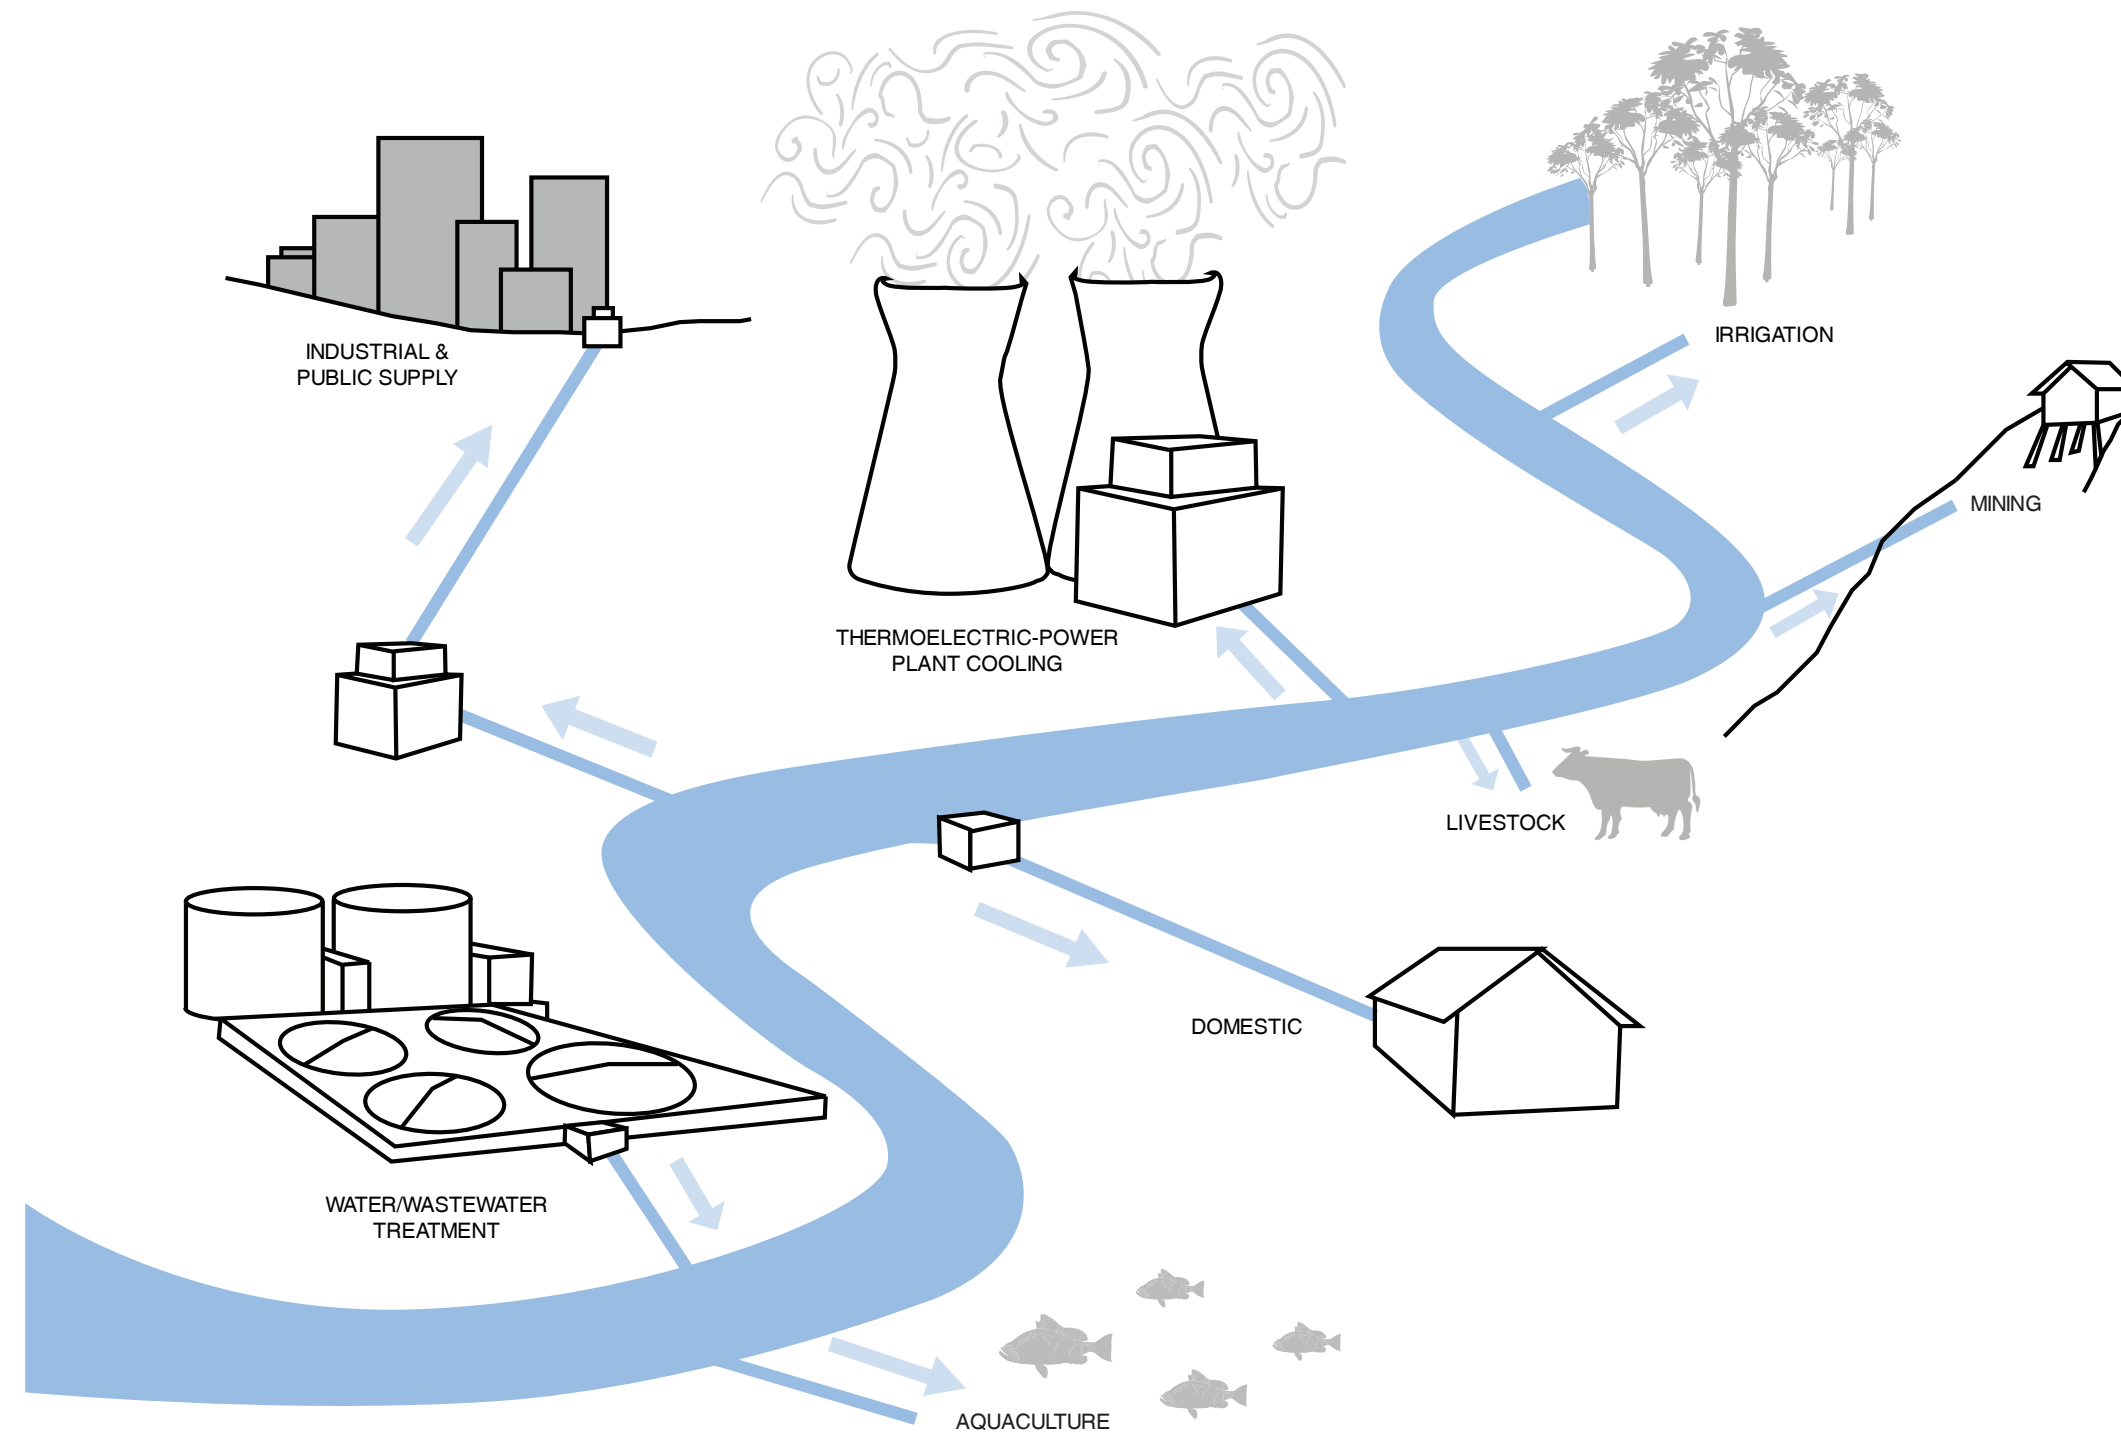 INDUSTRIAL &
PUBLIC SUPPLY
IRRIGATION
MINING
THERMOELECTRIC-POWER
PLANT COOLING
LIVESTOCK
DOMESTIC
WATER/WASTEWATER
TREATMENT
AQUACULTURE